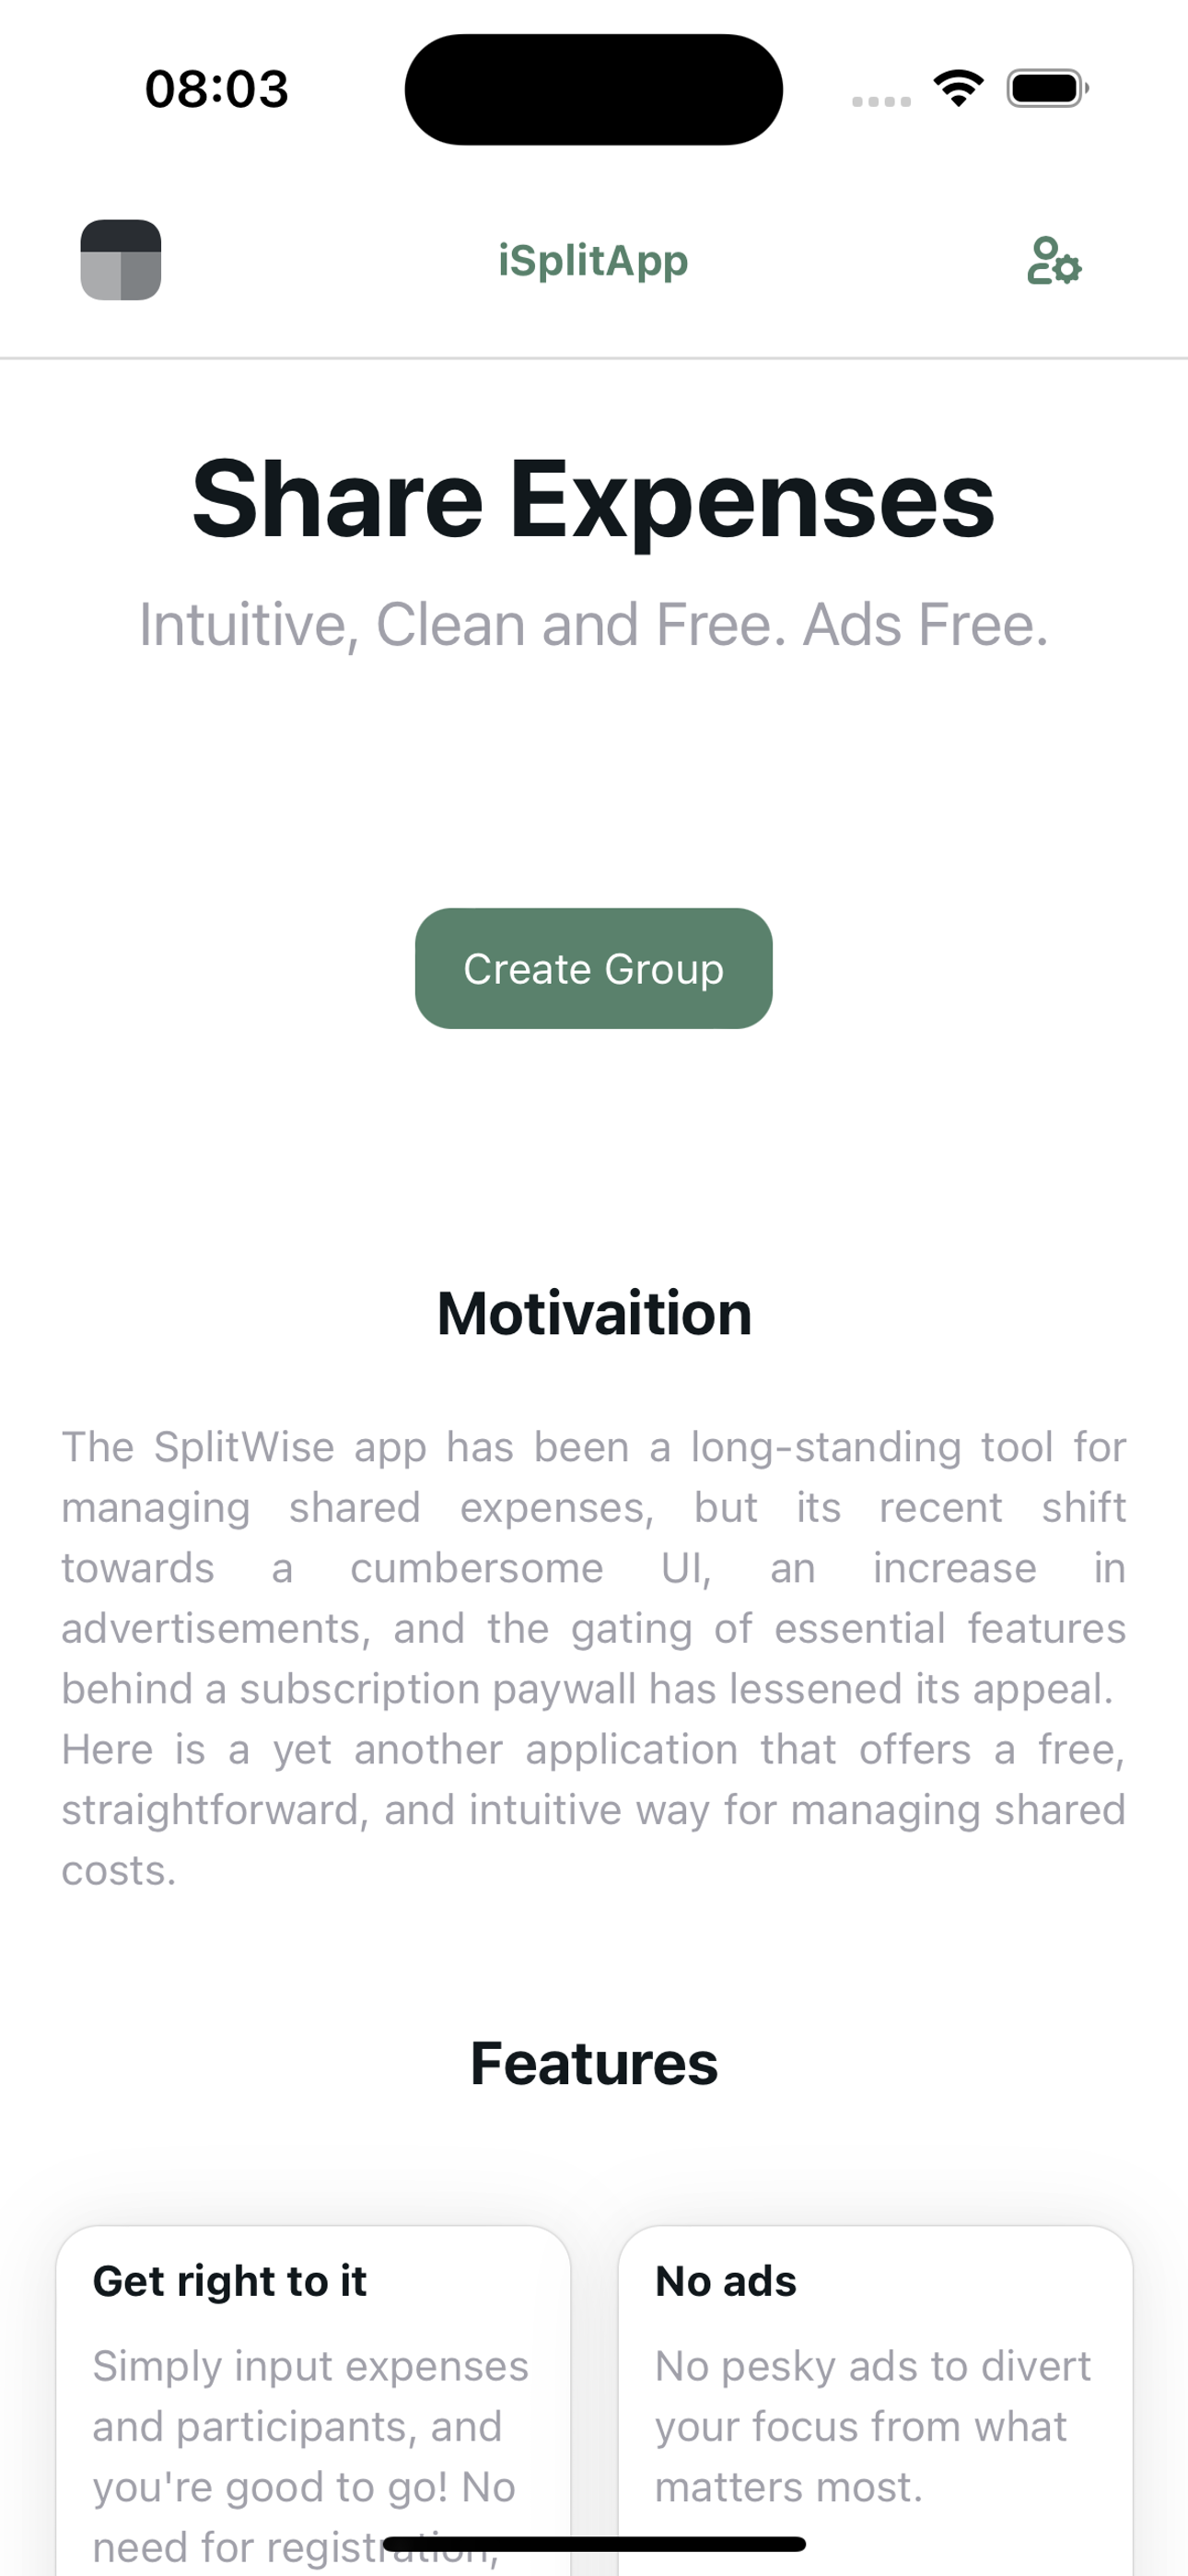 08:03
iSplitApp
Share Expenses
Intuitive, Clean and Free. Ads Free.
Create Group
Motivaition
The SplitWise app has been a long-standing tool for
managing shared expenses, but its recent shift
towards a cumbersome UI, an increase in
advertisements, and the gating of essential features
behind a subscription paywall has lessened its appeal.
Here is a yet another application that offers a free,
straightforward, and intuitive way for managing shared
costs.
Features
Get right to it
Simply input expenses
and participants, and
you're good to go! No
need for registration,
No ads
No pesky ads to divert
your focus from what
matters most.